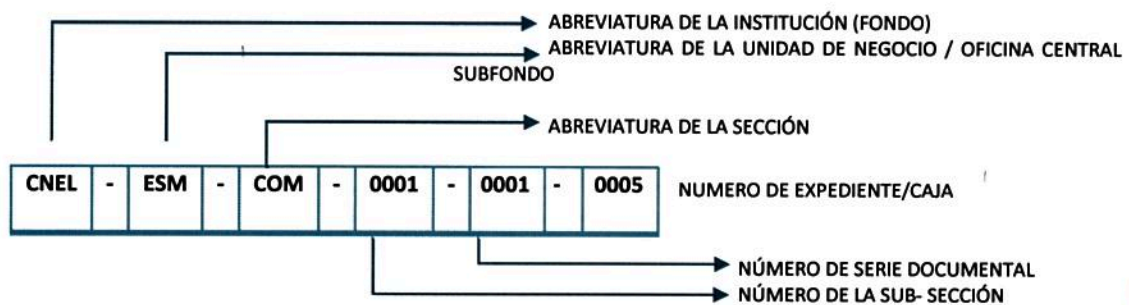 ABREVIATURA DE LA INSTITUCIÓN (FONDO)
ABREVIATURA DE LA UNIDAD DE NEGOCIO / OFICINA CENTRAL
SUBFONDO
ABREVIATURA DE LA SECCIÓN
CNEL - ESM - COM - 0001 - 0001 - 0005 NUMERO DE EXPEDIENTE/CAJA
NÚMERO DE SERIE DOCUMENTAL
NÚMERO DE LA SUB- SECCIÓN